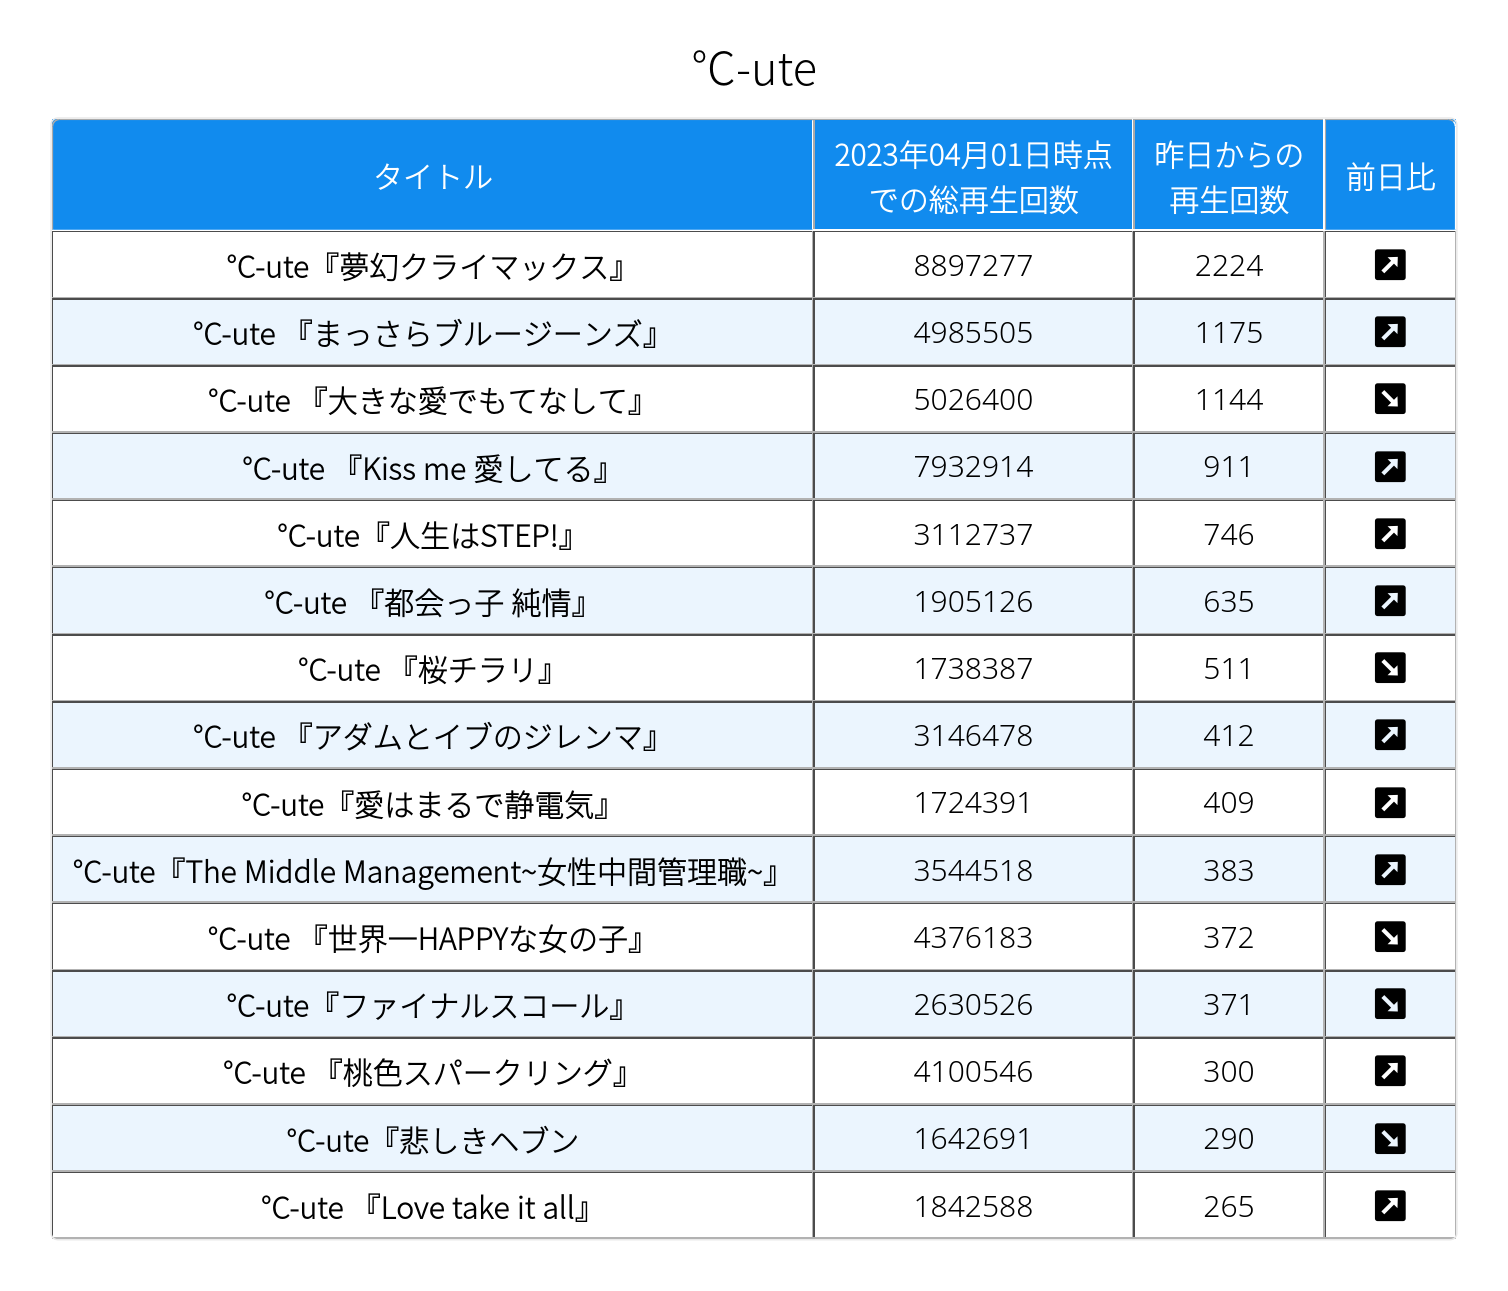 ℃-ute
タイトル
2023年04月01日時点
での総再生回数
昨日からの
再生回数
前日比
℃-ute『夢幻クライマックス』 8897277 2224
℃-ute 『まっさらブルージーンズ』 4985505 1175
℃-ute 『大きな愛でもてなして』 5026400 1144
℃-ute 『Kiss me 愛してる』 7932914 911
℃-ute『人生はSTEP!』 3112737 746
℃-ute 『都会っ子 純情』 1905126 635
℃-ute 『桜チラリ』 1738387 511
℃-ute 『アダムとイブのジレンマ』 3146478 412
℃-ute『愛はまるで静電気』 1724391 409
℃-ute『The Middle Management~女性中間管理職~』 3544518 383
℃-ute 『世界一HAPPYな女の子』 4376183 372
℃-ute『ファイナルスコール』 2630526 371
℃-ute 『桃色スパークリング』 4100546 300
℃-ute『悲しきヘブン 1642691 290
℃-ute 『Love take it all』 1842588 265